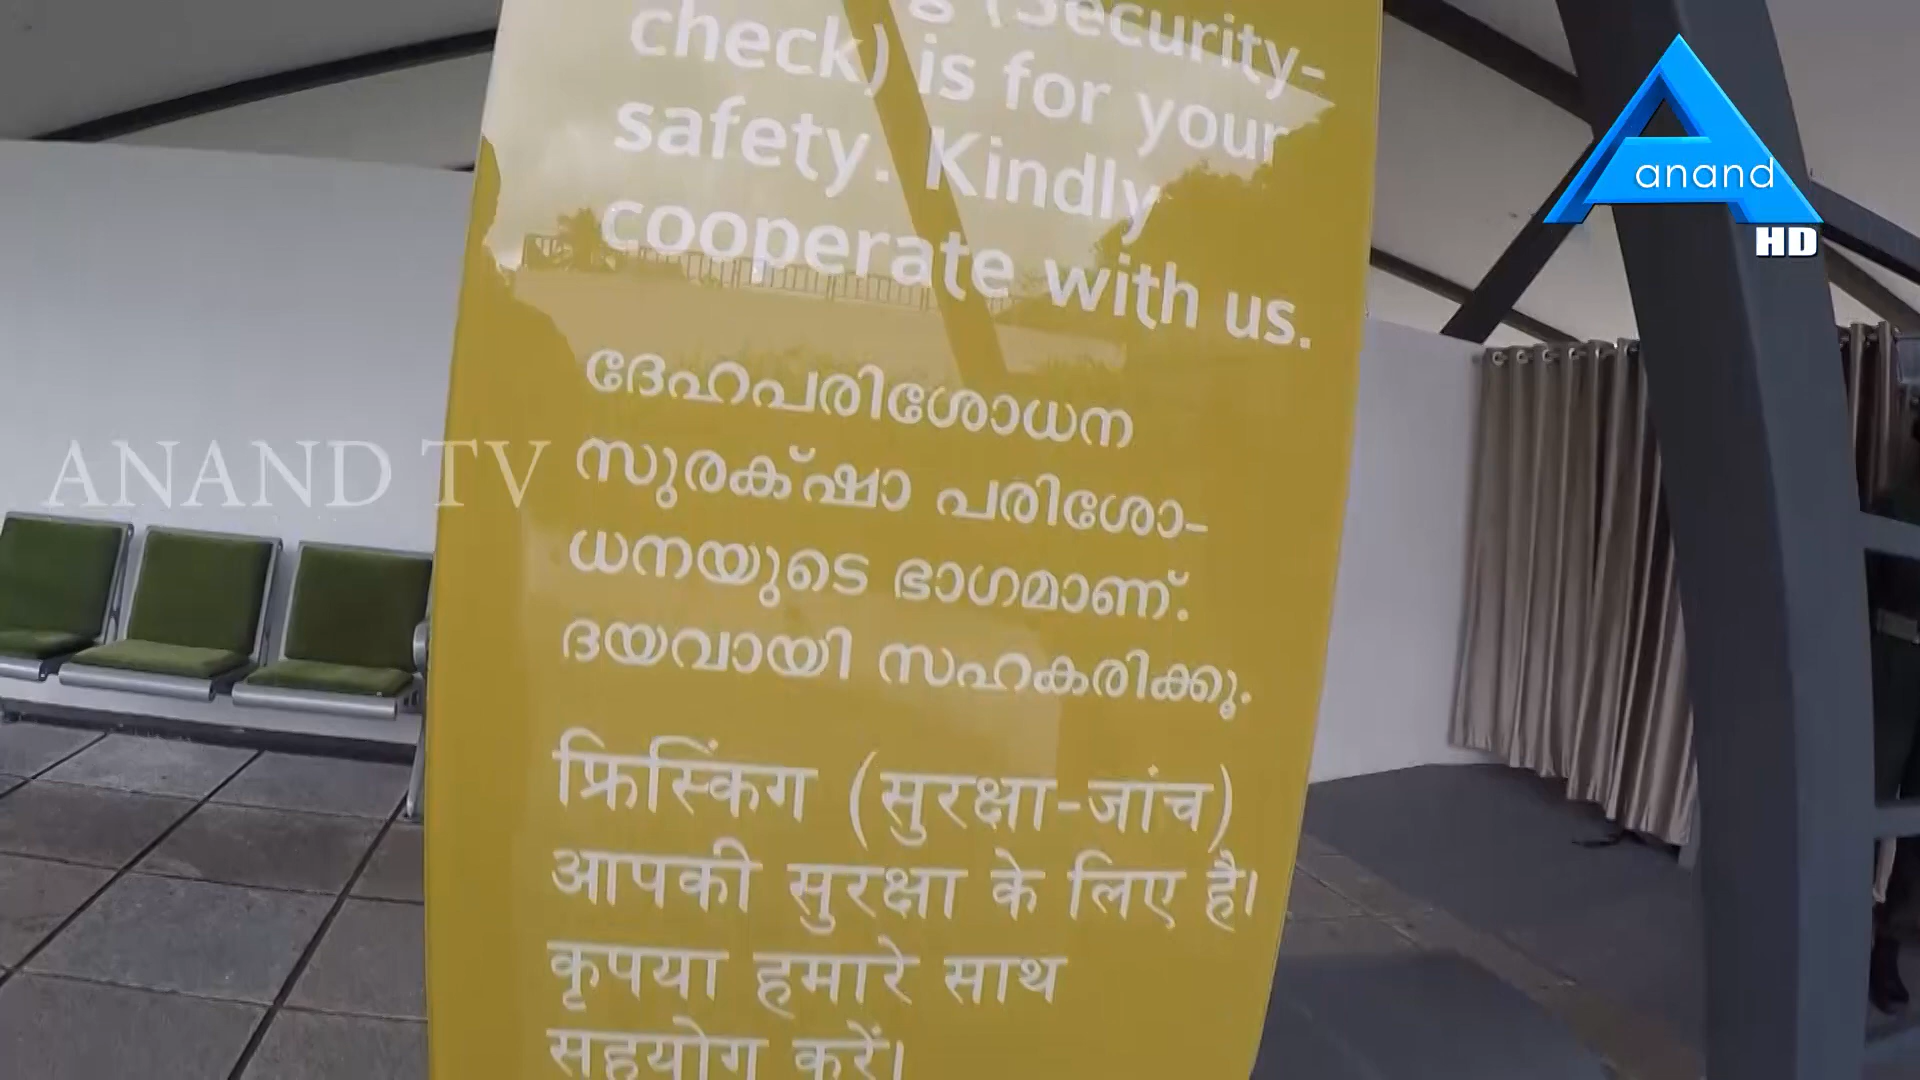 (Security-
check) is for your
safety. Kindly
cooperate with us.
ദേഹപരിശോധന
സുരക്‌ഷാ പരിശോ-
ധനയുടെ ഭാഗമാണ്.
ദയവായി സഹകരിക്കൂ.
फ्रिस्किंग (सुरक्षा-जांच)
आपकी सुरक्षा के लिए है।
कृपया हमारे साथ
सहयोग करें।
ANAND TV
anand
HD